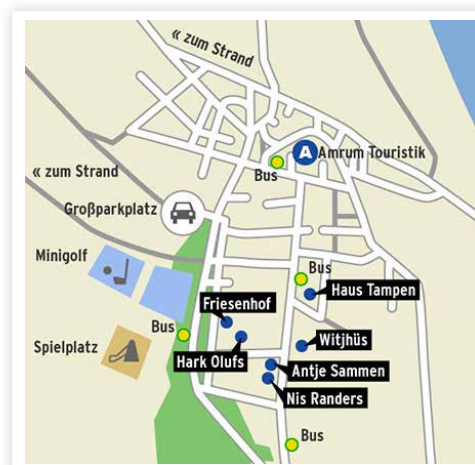 « zum Strand
A
Amrum Touristik
Bus
« zum Strand
Großparkplatz
Minigolf
Bus
Haus Tampen
Friesenhof
Bus
Witjhüs
Spielplatz
Hark Olufs
Antje Sammen
Nis Randers
Bus